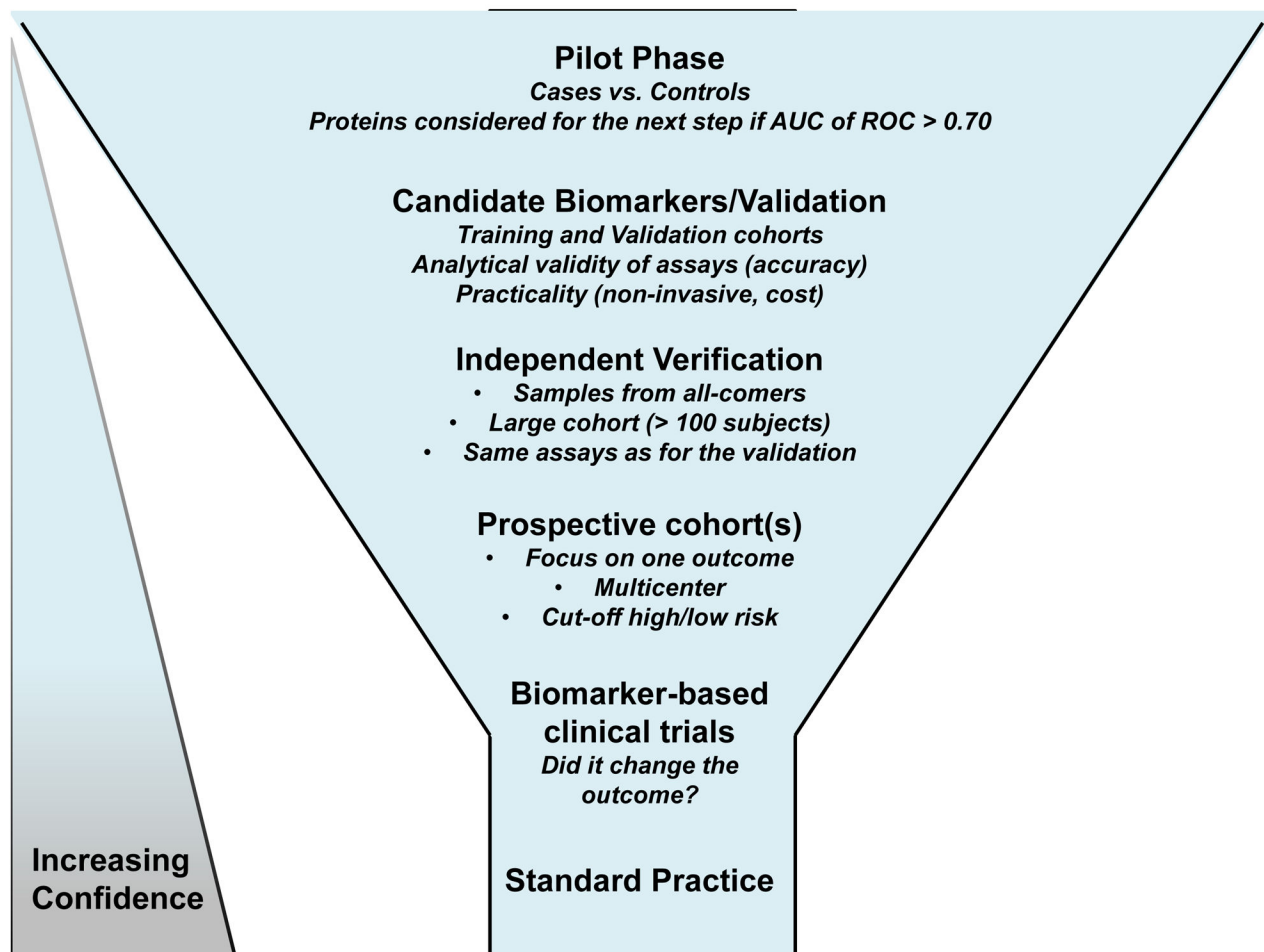 Pilot Phase
Cases vs. Controls
Proteins considered for the next step if AUC of ROC > 0.70
Candidate Biomarkers/Validation
Training and Validation cohorts
Analytical validity of assays (accuracy)
Practicality (non-invasive, cost)
Independent Verification
• Samples from all-comers
• Large cohort (> 100 subjects)
• Same assays as for the validation
Prospective cohort(s)
• Focus on one outcome
• Multicenter
• Cut-off high/low risk
Biomarker-based
clinical trials
Did it change the
outcome?
Standard Practice
Increasing
Confidence